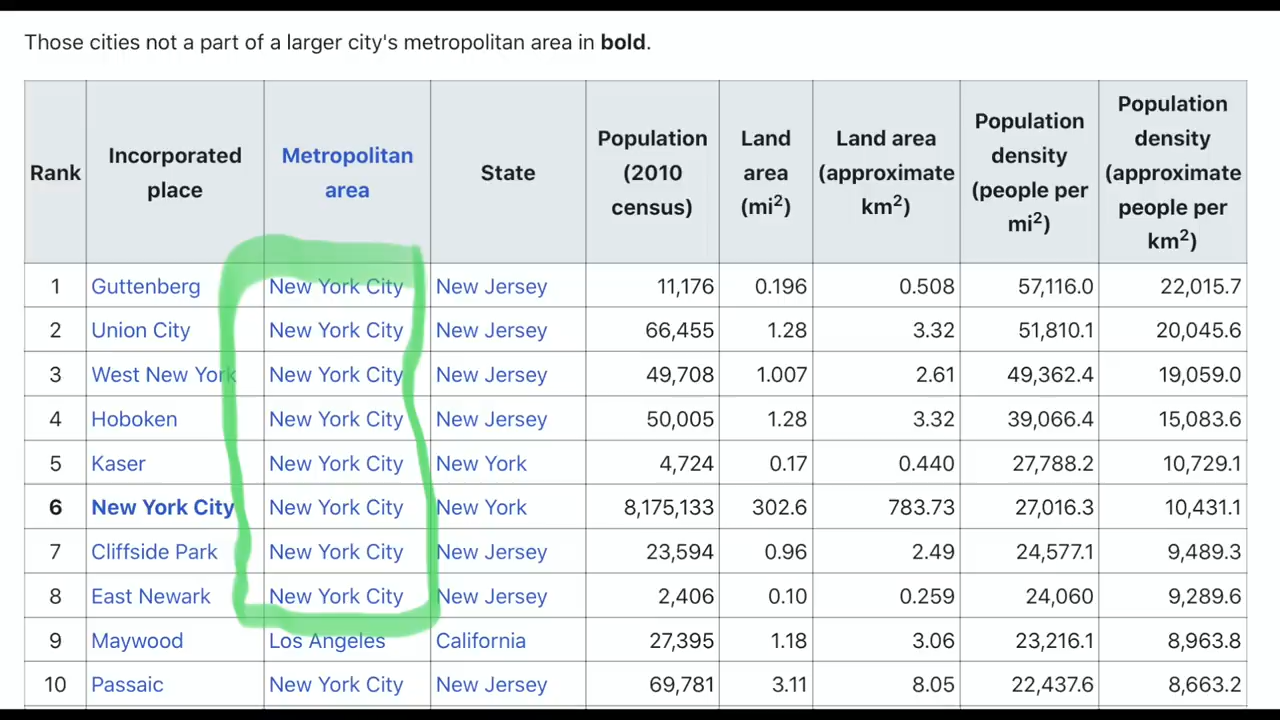 Those cities not a part of a larger city's metropolitan area in bold.
Rank Incorporated place Metropolitan area State Population (2010 census) Land area (mi²) Land area (approximate km²) Population density (people per mi²) Population density (approximate people per km²)
1 Guttenberg New York City New Jersey 11,176 0.196 0.508 57,116.0 22,015.7
2 Union City New York City New Jersey 66,455 1.28 3.32 51,810.1 20,045.6
3 West New York New York City New Jersey 49,708 1.007 2.61 49,362.4 19,059.0
4 Hoboken New York City New Jersey 50,005 1.28 3.32 39,066.4 15,083.6
5 Kaser New York City New York 4,724 0.17 0.440 27,788.2 10,729.1
6 New York City New York City New York 8,175,133 302.6 783.73 27,016.3 10,431.1
7 Cliffside Park New York City New Jersey 23,594 0.96 2.49 24,577.1 9,489.3
8 East Newark New York City New Jersey 2,406 0.10 0.259 24,060 9,289.6
9 Maywood Los Angeles California 27,395 1.18 3.06 23,216.1 8,963.8
10 Passaic New York City New Jersey 69,781 3.11 8.05 22,437.6 8,663.2